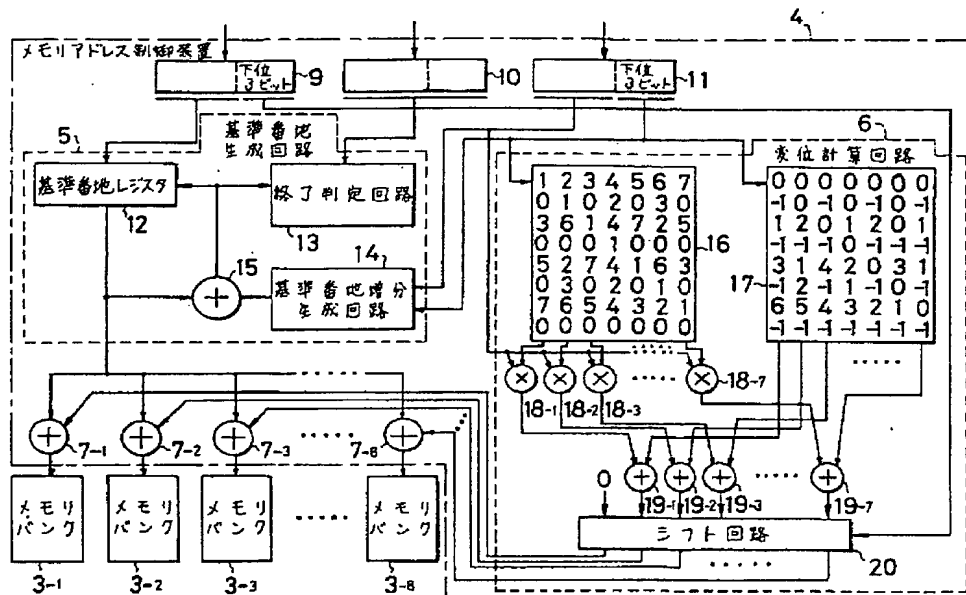 4
メモリアドレス制御装置
下位
3ビット
9
10
下位
3ビット
11
5
基準番地
生成回路
6
変位計算回路
基準番地レジスタ
12
終了判定回路
13
14
15
+
基準番地増分
生成回路
1 2 3 4 5 6 7
0 1 0 2 0 3 0
3 6 1 4 7 2 5
0 0 0 1 0 0 0
5 2 7 4 1 6 3
0 3 0 2 0 1 0
7 6 5 4 3 2 1
0 0 0 0 0 0 0
16
0 0 0 0 0 0 0
-1 0 -1 0 -1 0 -1
1 2 0 1 2 0 1
-1 -1 -1 0 -1 -1 -1
3 1 4 2 0 3 1
-1 2 -1 1 -1 0 -1
6 5 4 3 2 1 0
-1 -1 -1 -1 -1 -1 -1
17
× × × ×
18-1 18-2 18-3 18-7
+ + + +
7-1 7-2 7-3 7-8
0
+ + + +
19-1 19-2 19-3 19-7
メモリ
バンク
メモリ
バンク
メモリ
バンク
メモリ
バンク
3-1 3-2 3-3 3-8
シフト回路
20